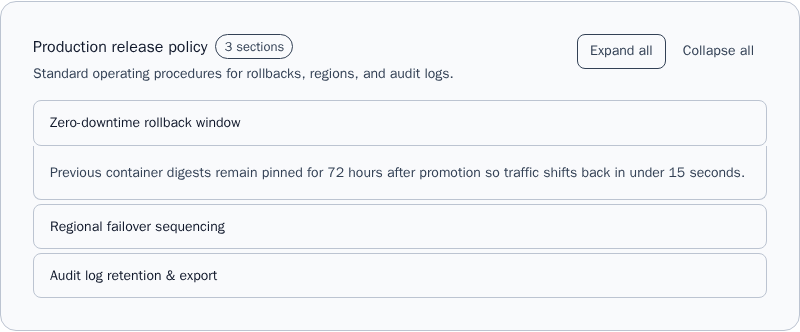 Production release policy
3 sections
Expand all
Collapse all
Standard operating procedures for rollbacks, regions, and audit logs.
Zero-downtime rollback window
Previous container digests remain pinned for 72 hours after promotion so traffic shifts back in under 15 seconds.
Regional failover sequencing
Audit log retention & export